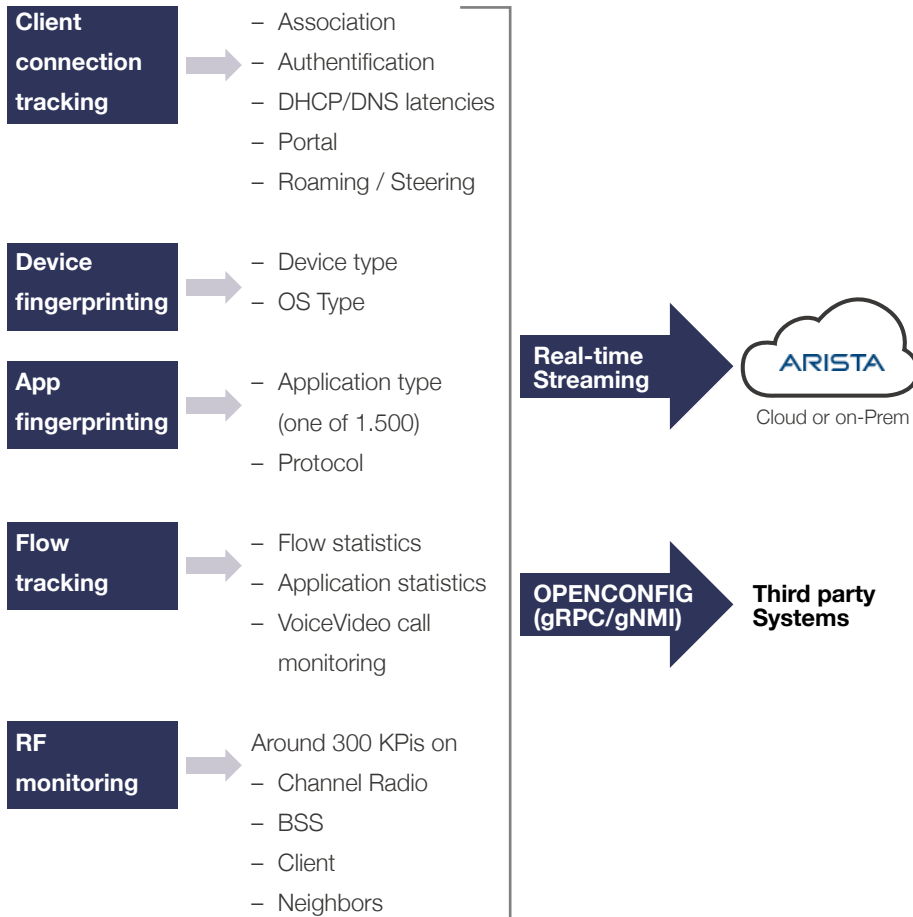 Client
connection
tracking
– Association
– Authentification
– DHCP/DNS latencies
– Portal
– Roaming / Steering
Device
fingerprinting
– Device type
– OS Type
App
fingerprinting
– Application type
(one of 1.500)
– Protocol
Flow
tracking
– Flow statistics
– Application statistics
– VoiceVideo call
monitoring
RF
monitoring
Around 300 KPis on
– Channel Radio
– BSS
– Client
– Neighbors
Real-time
Streaming
ARISTA
Cloud or on-Prem
OPENCONFIG
(gRPC/gNMI)
Third party
Systems